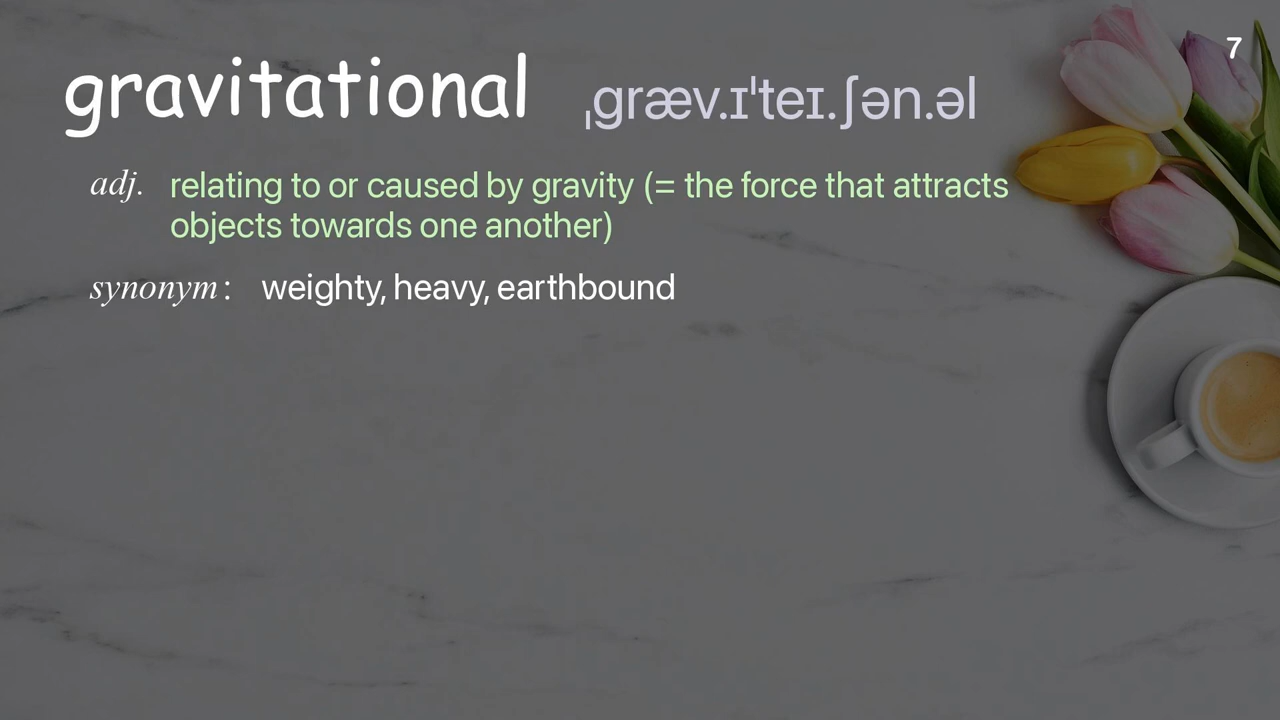 7
gravitational ˌɡræv.ɪˈteɪ.ʃən.əl
adj. relating to or caused by gravity (= the force that attracts
objects towards one another)
synonym: weighty, heavy, earthbound